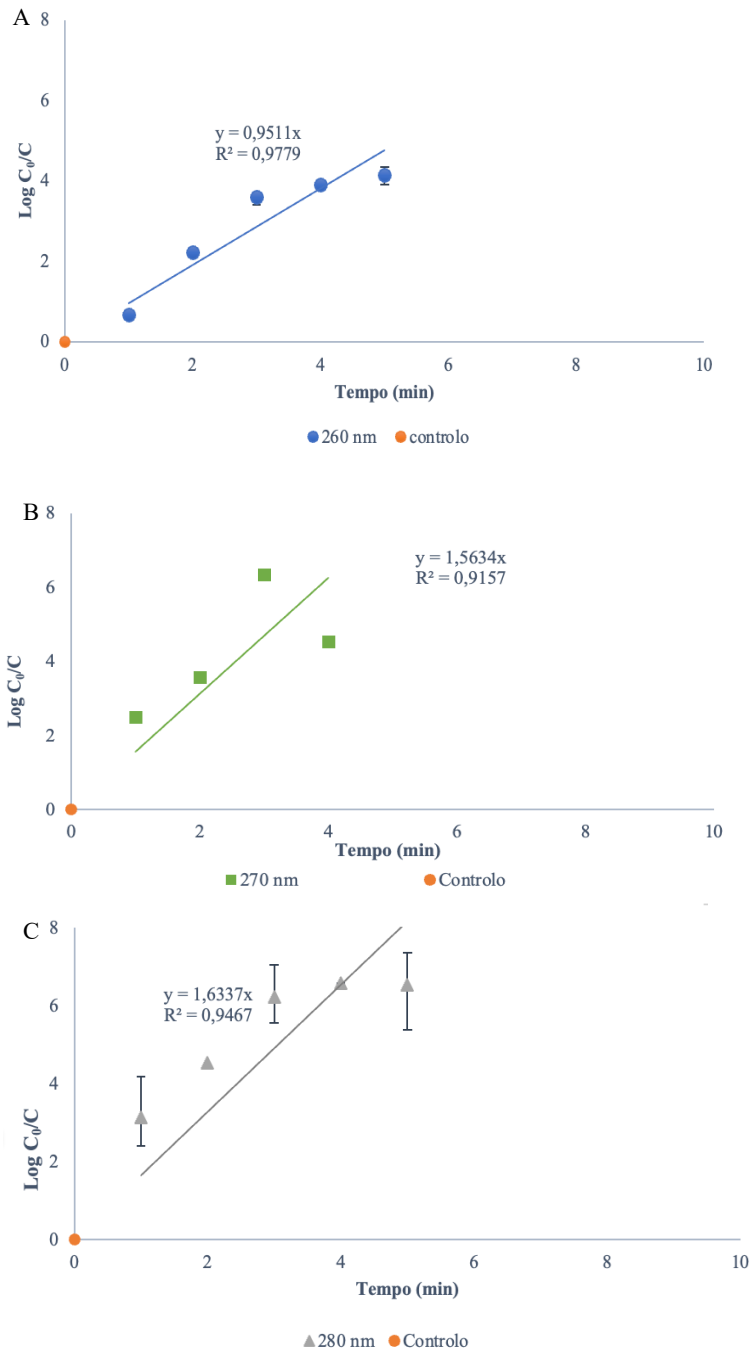 A
8
6
4
2
0
Log C₀/C
y = 0,9511x
R² = 0,9779
0 2 4 6 8 10
Tempo (min)
260 nm controlo
B
8
6
4
2
0
Log C₀/C
y = 1,5634x
R² = 0,9157
0 2 4 6 8 10
Tempo (min)
270 nm Controlo
C
8
6
4
2
0
Log C₀/C
y = 1,6337x
R² = 0,9467
0 2 4 6 8 10
Tempo (min)
280 nm Controlo